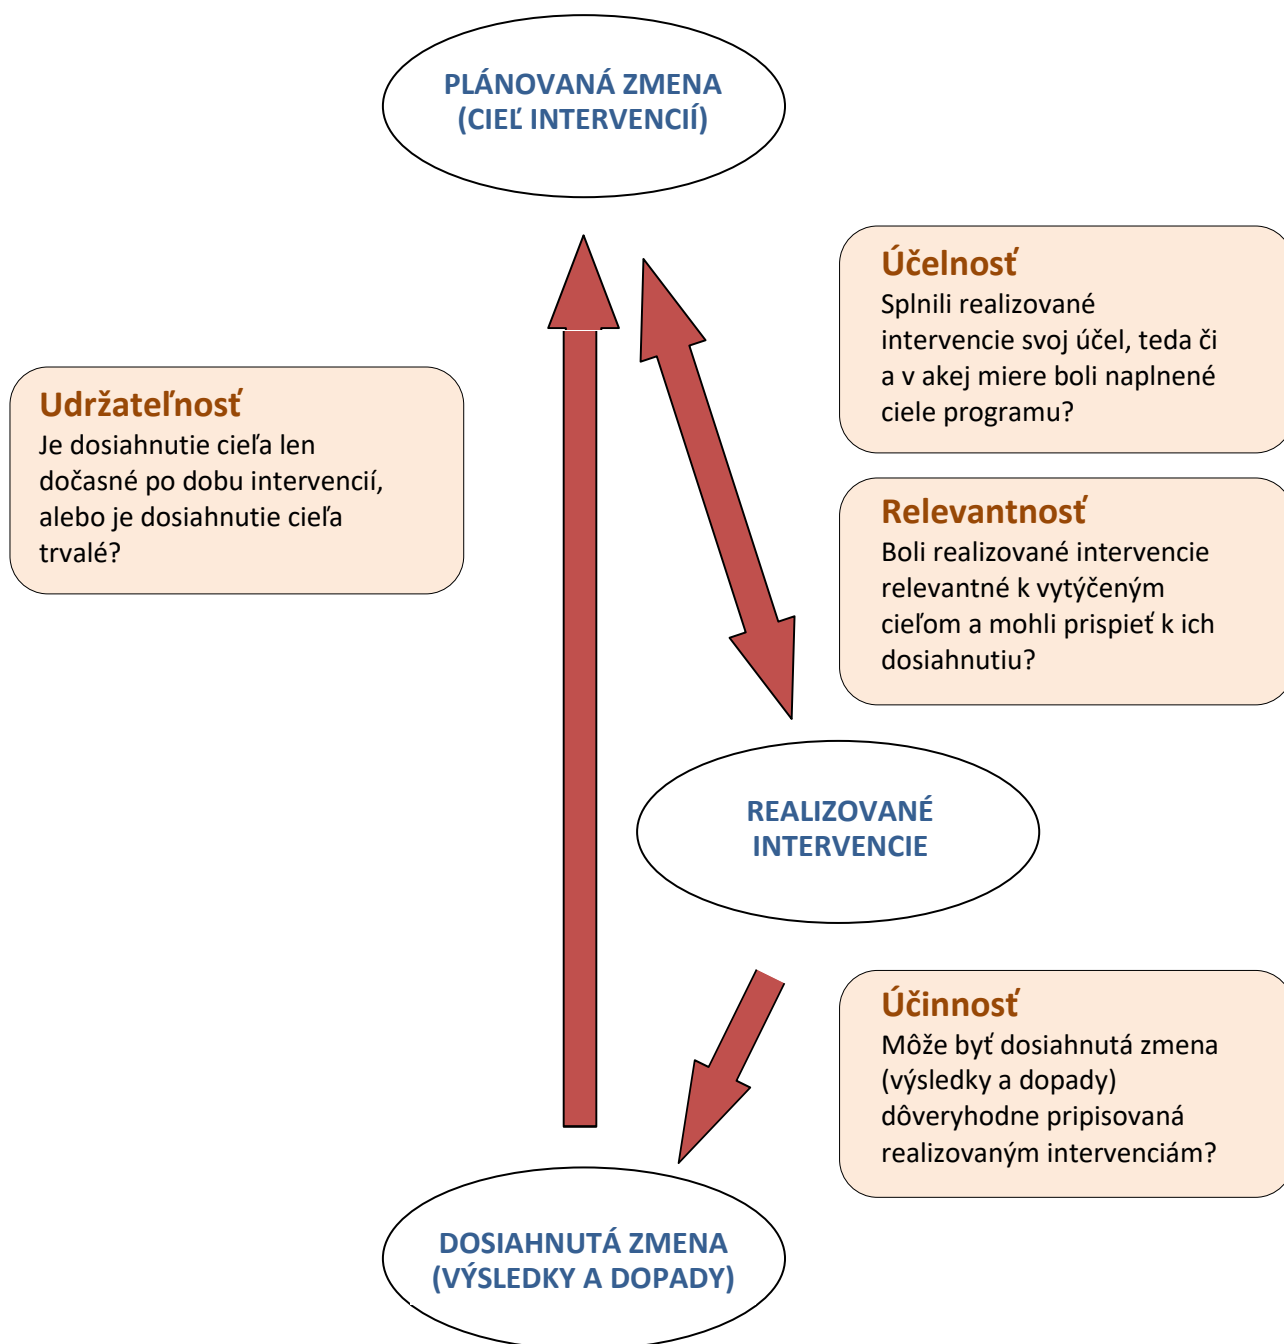 PLÁNOVANÁ ZMENA
(CIEĽ INTERVENCIÍ)
Účelnosť
Splnili realizované
intervencie svoj účel, teda či
a v akej miere boli naplnené
ciele programu?
Udržateľnosť
Je dosiahnutie cieľa len
dočasné po dobu intervencií,
alebo je dosiahnutie cieľa
trvalé?
Relevantnosť
Boli realizované intervencie
relevantné k vytýčeným
cieľom a mohli prispieť k ich
dosiahnutiu?
REALIZOVANÉ
INTERVENCIE
Účinnosť
Môže byť dosiahnutá zmena
(výsledky a dopady)
dôveryhodne pripisovaná
realizovaným intervenciám?
DOSIAHNUTÁ ZMENA
(VÝSLEDKY A DOPADY)